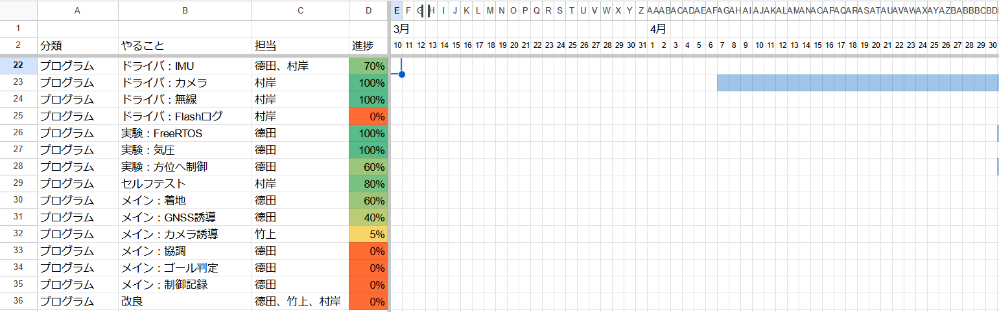 A B C D E F G H I J K L M N O P Q R S T U V W X Y Z AA AB AC AD AE AF AG AH AI AJ AK AL AM AN AO AP AQ AR AS AT AU AV AW AX AY AZ BA BB BC BD
1 3月 4月
2 分類 やること 担当 進捗 10 11 12 13 14 15 16 17 18 19 20 21 22 23 24 25 26 27 28 29 30 31 1 2 3 4 5 6 7 8 9 10 11 12 13 14 15 16 17 18 19 20 21 22 23 24 25 26 27 28 29 30
22 プログラム ドライバ：IMU 德田、村岸 70%
23 プログラム ドライバ：カメラ 村岸 100%
24 プログラム ドライバ：無線 村岸 100%
25 プログラム ドライバ：Flashログ 村岸 0%
26 プログラム 実験：FreeRTOS 德田 100%
27 プログラム 実験：気圧 德田 100%
28 プログラム 実験：方位へ制御 德田 60%
29 プログラム セルフテスト 村岸 80%
30 プログラム メイン：着地 德田 60%
31 プログラム メイン：GNSS誘導 德田 40%
32 プログラム メイン：カメラ誘導 竹上 5%
33 プログラム メイン：協調 德田 0%
34 プログラム メイン：ゴール判定 德田 0%
35 プログラム メイン：制御記録 德田 0%
36 プログラム 改良 德田、竹上、村岸 0%